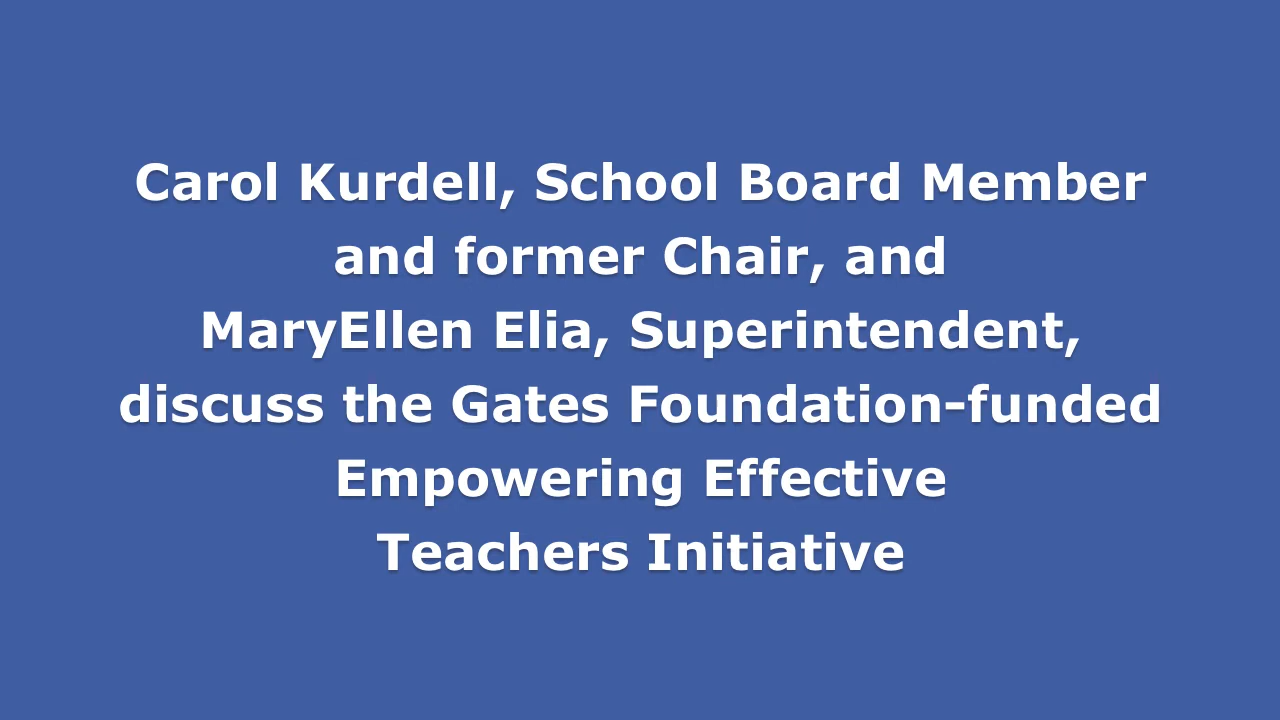 Carol Kurdell, School Board Member
and former Chair, and
MaryEllen Elia, Superintendent,
discuss the Gates Foundation-funded
Empowering Effective
Teachers Initiative